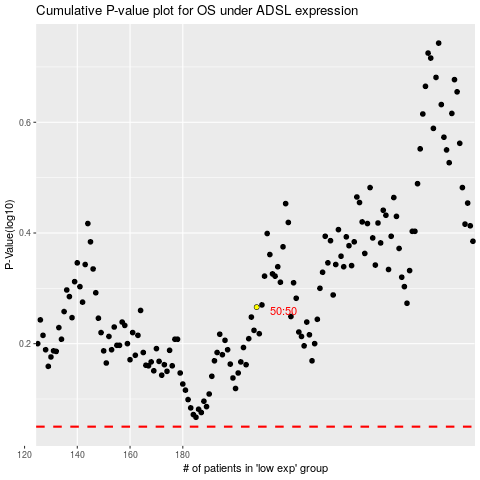 Cumulative P-value plot for OS under ADSL expression
P-Value(log10)
0.6
0.4
0.2
50:50
120 140 160 180
# of patients in 'low exp' group